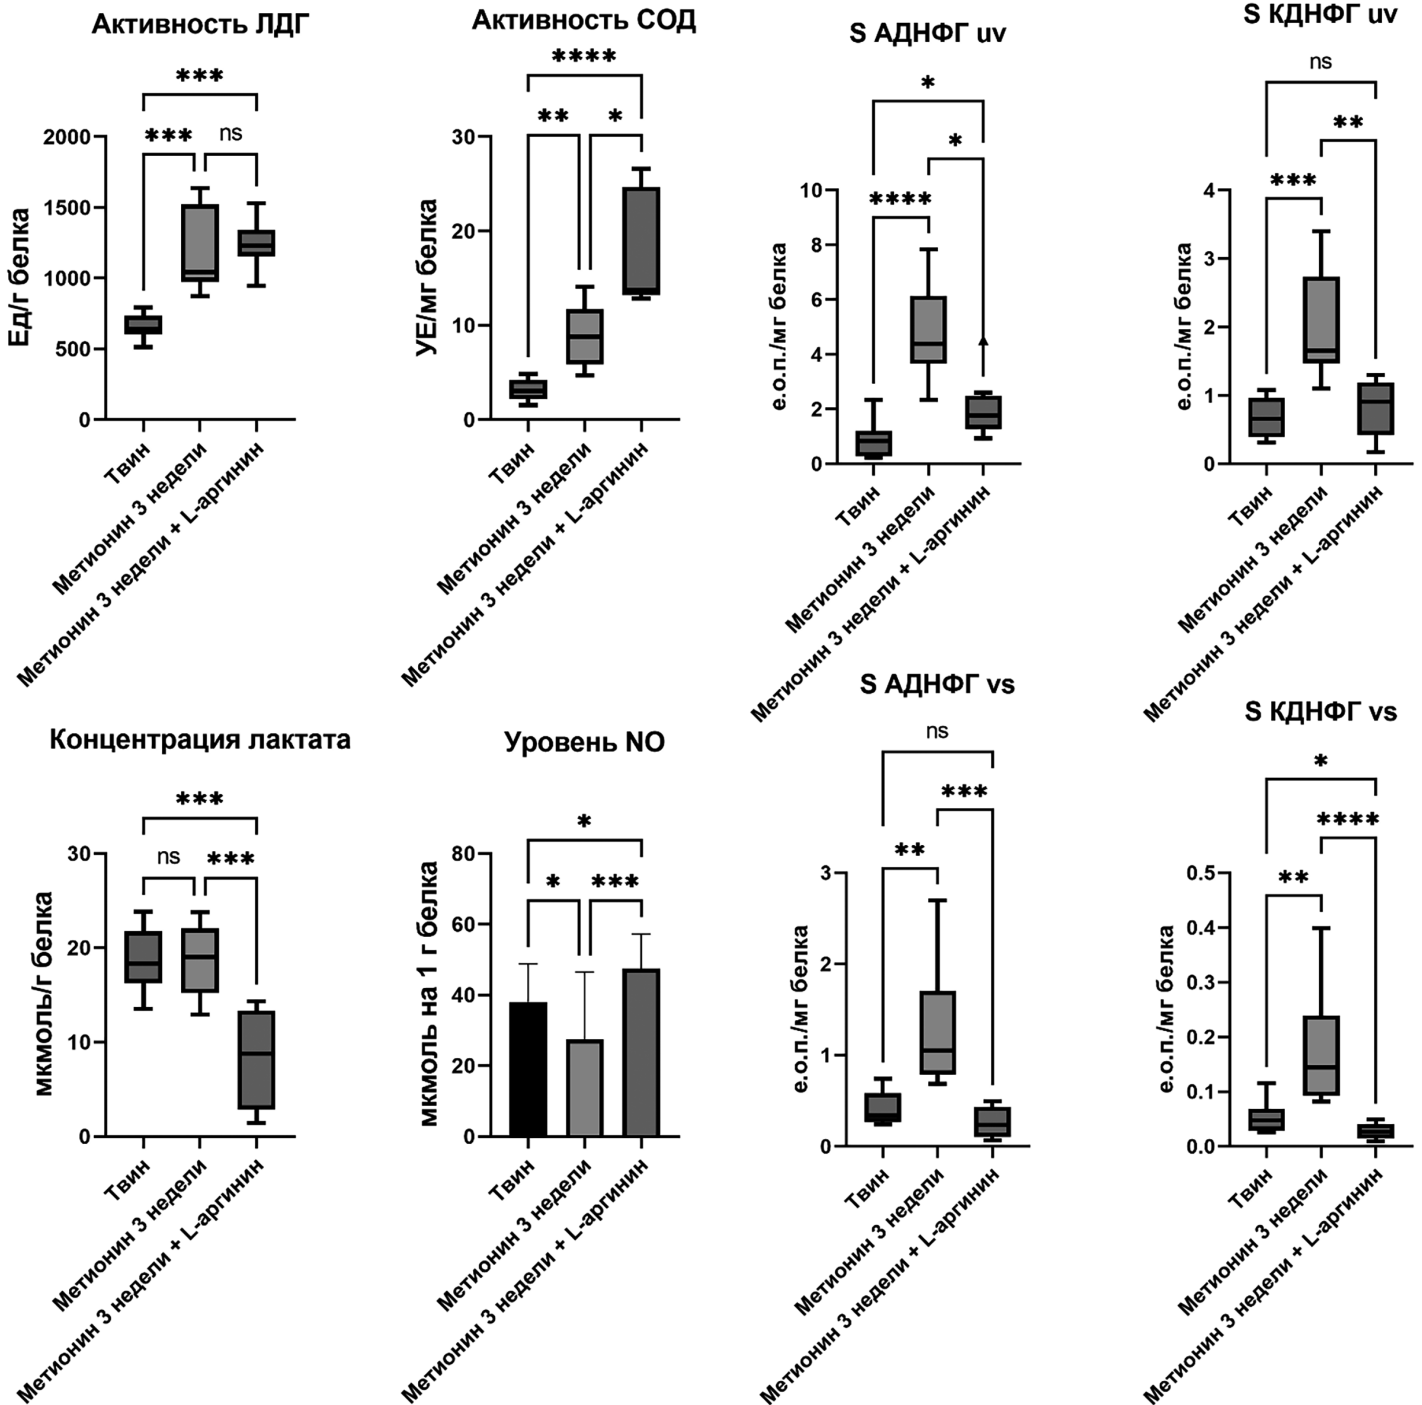 Активность ЛДГ
***
*** ns
2000
1500
1000
500
0
Ед/г белка
Твин
Метионин 3 недели
Метионин 3 недели + L-аргинин
Активность СОД
****
** *
30
20
10
0
УЕ/мг белка
Твин
Метионин 3 недели
Метионин 3 недели + L-аргинин
S АДНФГ uv
*
*
****
10
8
6
4
2
0
е.о.п./мг белка
Твин
Метионин 3 недели
Метионин 3 недели + L-аргинин
S КДНФГ uv
ns
**
***
4
3
2
1
0
е.о.п./мг белка
Твин
Метионин 3 недели
Метионин 3 недели + L-аргинин
Концентрация лактата
***
ns ***
30
20
10
0
мкмоль/г белка
Твин
Метионин 3 недели
Метионин 3 недели + L-аргинин
Уровень NO
*
* ***
80
60
40
20
0
мкмоль на 1 г белка
Твин
Метионин 3 недели
Метионин 3 недели + L-аргинин
S АДНФГ vs
ns
***
**
3
2
1
0
е.о.п./мг белка
Твин
Метионин 3 недели
Метионин 3 недели + L-аргинин
S КДНФГ vs
*
****
**
0.5
0.4
0.3
0.2
0.1
0.0
е.о.п./мг белка
Твин
Метионин 3 недели
Метионин 3 недели + L-аргинин